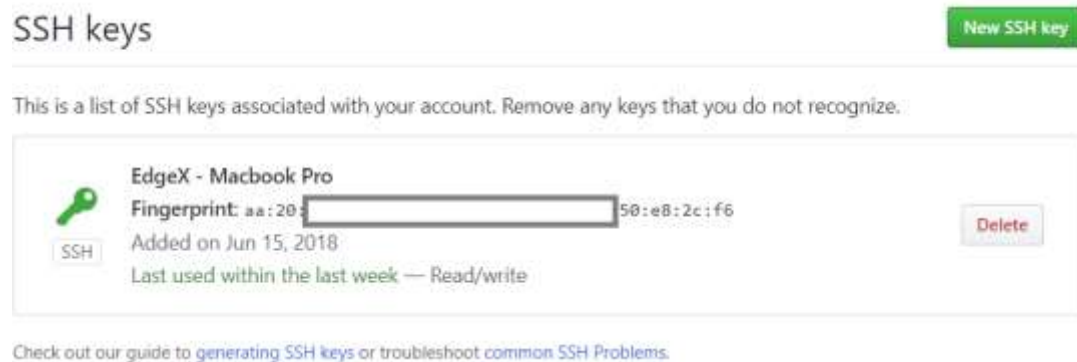 SSH keys
New SSH key
This is a list of SSH keys associated with your account. Remove any keys that you do not recognize.
EdgeX - Macbook Pro
Fingerprint: aa:20: 50:e8:2c:f6
Added on Jun 15, 2018
Delete
SSH
Last used within the last week — Read/write
Check out our guide to generating SSH keys or troubleshoot common SSH Problems.